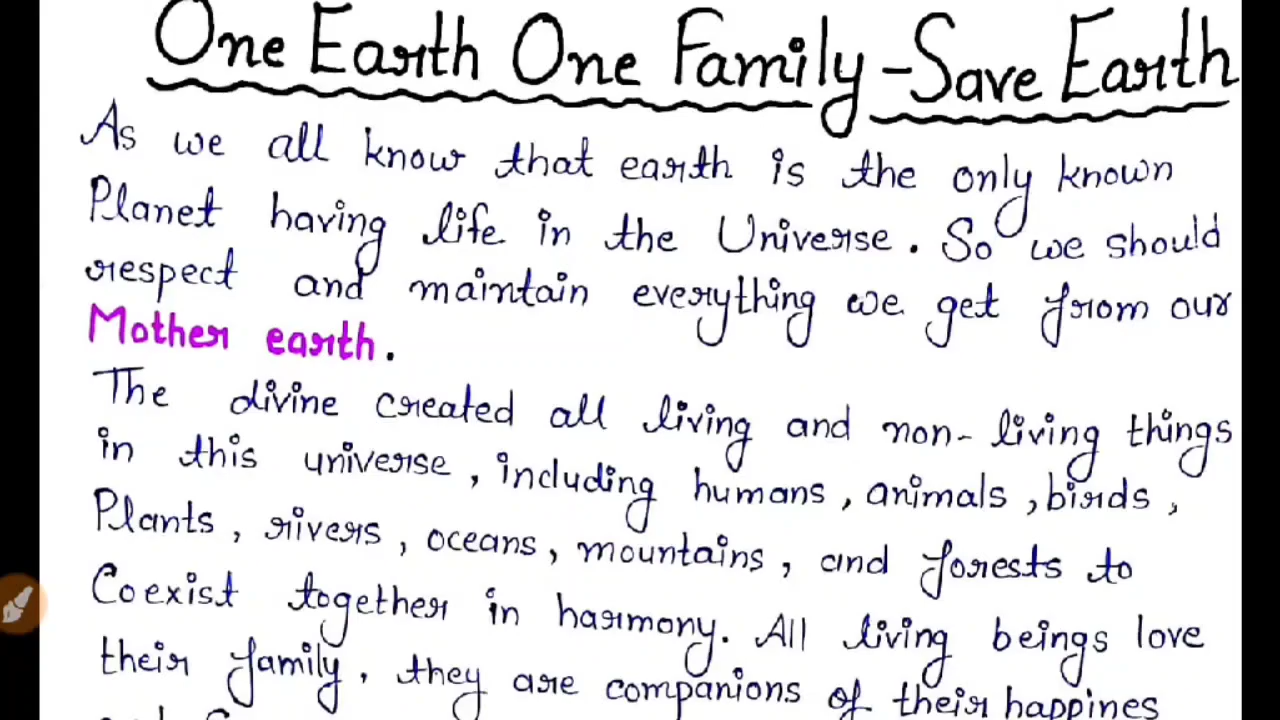 One Earth One Family - Save Earth
As we all know that earth is the only known
Planet having life in the Universe. So we should
respect and maintain everything we get from our
Mother earth.
The divine created all living and non-living things
in this universe, including humans, animals, birds,
Plants, rivers, oceans, mountains, and forests to
Coexist together in harmony. All living beings love
their family, they are companions of their happines